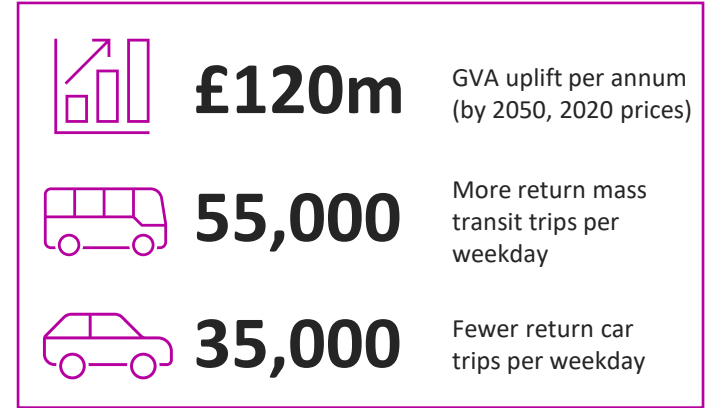 £120m
GVA uplift per annum
(by 2050, 2020 prices)
55,000
More return mass
transit trips per
weekday
35,000
Fewer return car
trips per weekday